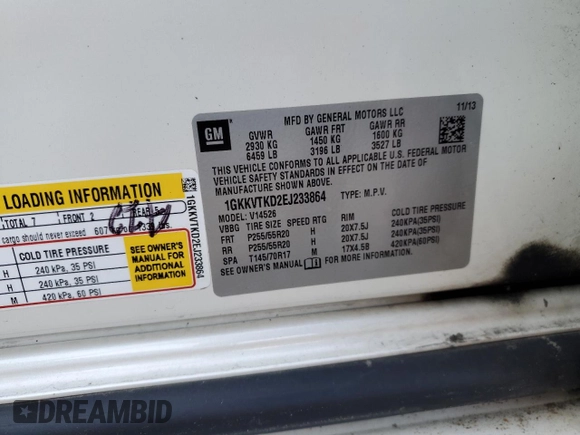 GM
MFD BY GENERAL MOTORS LLC
11/13
GVWR GAWR FRT GAWR RR
2930 KG 1450 KG 1600 KG
6459 LB 3196 LB 3527 LB
THIS VEHICLE CONFORMS TO ALL APPLICABLE U.S. FEDERAL MOTOR
VEHICLE SAFETY STANDARDS IN EFFECT ON THE DATE OF
MANUFACTURE SHOWN ABOVE.
1GKKVTKD2EJ233864 TYPE: M.P.V.
MODEL: V14526
VBBG TIRE SIZE SPEED RTG RIM COLD TIRE PRESSURE
FRT P255/55R20 H 20X7.5J 240KPA(35PSI)
RR P255/55R20 H 20X7.5J 240KPA(35PSI)
SPA T145/70R17 M 17X4.5B 420KPA(60PSI)
SEE OWNER'S MANUAL FOR MORE INFORMATION.
LOADING INFORMATION
TOTAL 7 FRONT 2 REAR 5
cargo should never exceed 607
COLD TIRE PRESSURE
H 240 kPa, 35 PSI
H 240 kPa, 35 PSI
M 420 kPa, 60 PSI
SEE OWNER'S
MANUAL FOR
ADDITIONAL
INFORMATION
1GKKVTKD2EJ233864
DREAMBID